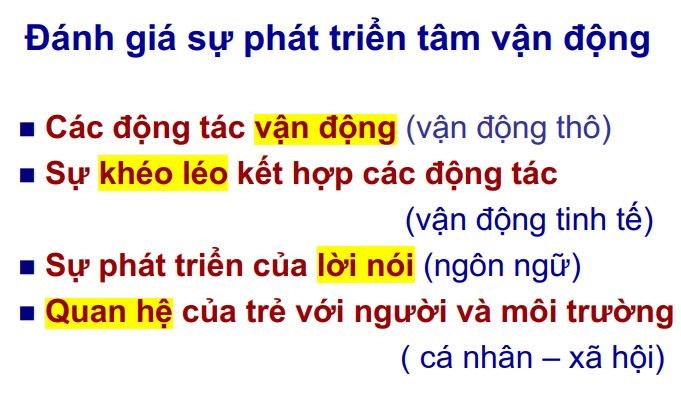 Đánh giá sự phát triển tâm vận động
■ Các động tác vận động (vận động thô)
■ Sự khéo léo kết hợp các động tác
(vận động tinh tế)
■ Sự phát triển của lời nói (ngôn ngữ)
■ Quan hệ của trẻ với người và môi trường
( cá nhân – xã hội)